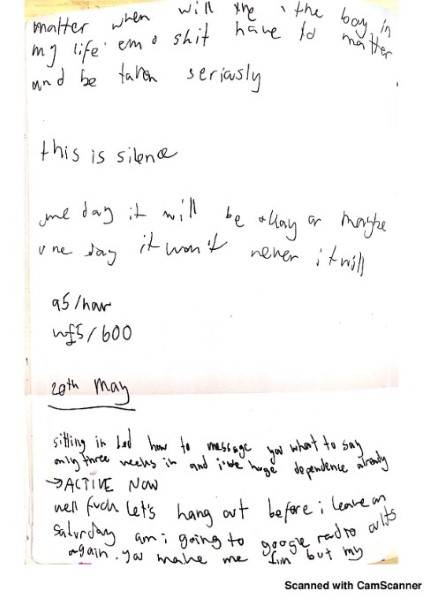 matter when will the the boy in
my life emo shit have to matter
and be taken seriously
this is silence
one day it will be okay or maybe
one day it won't never it will
95/hour
wfs/600
20th May
sitting in bed how to message you what to say
only three weeks in and i've huge dependence already
→ACTIVE NOW
well fuck let's hang out before i leave on
saturday am i going to google radio
again. you make me fun but my
Scanned with CamScanner